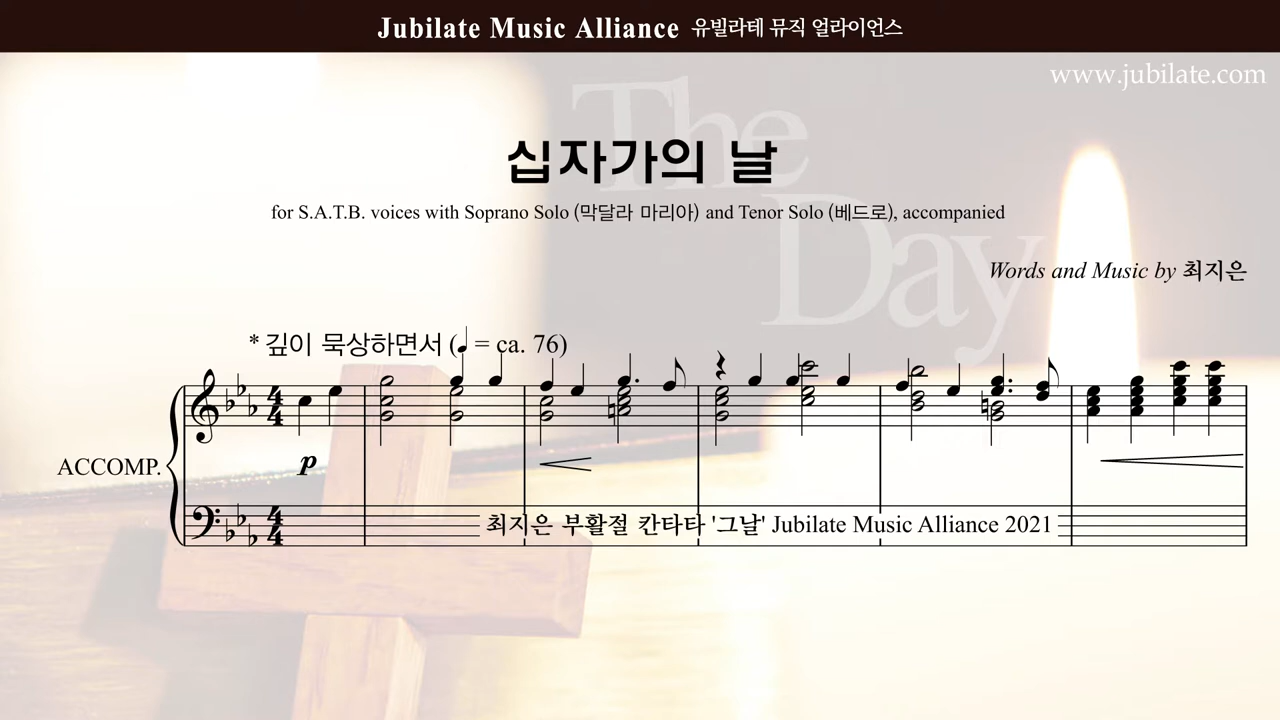 Jubilate Music Alliance 유빌라테 뮤직 얼라이언스
www.jubilate.com
The
Day
십자가의 날
for S.A.T.B. voices with Soprano Solo (막달라 마리아) and Tenor Solo (베드로), accompanied
Words and Music by 최지은
* 깊이 묵상하면서 (♩ = ca. 76)
ACCOMP.
p
최지은 부활절 칸타타 '그날' Jubilate Music Alliance 2021